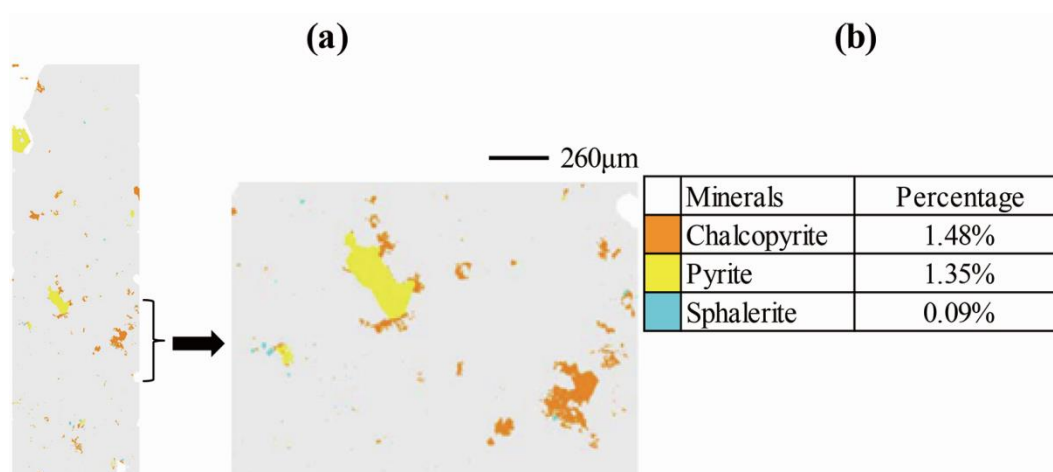 (a)
(b)
260μm
Minerals Percentage
Chalcopyrite 1.48%
Pyrite 1.35%
Sphalerite 0.09%